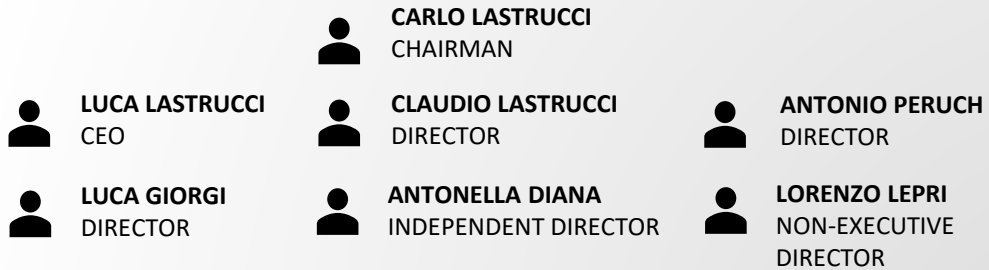 CARLO LASTRUCCI
CHAIRMAN
LUCA LASTRUCCI
CEO
CLAUDIO LASTRUCCI
DIRECTOR
ANTONIO PERUCH
DIRECTOR
LUCA GIORGI
DIRECTOR
ANTONELLA DIANA
INDEPENDENT DIRECTOR
LORENZO LEPRI
NON-EXECUTIVE
DIRECTOR